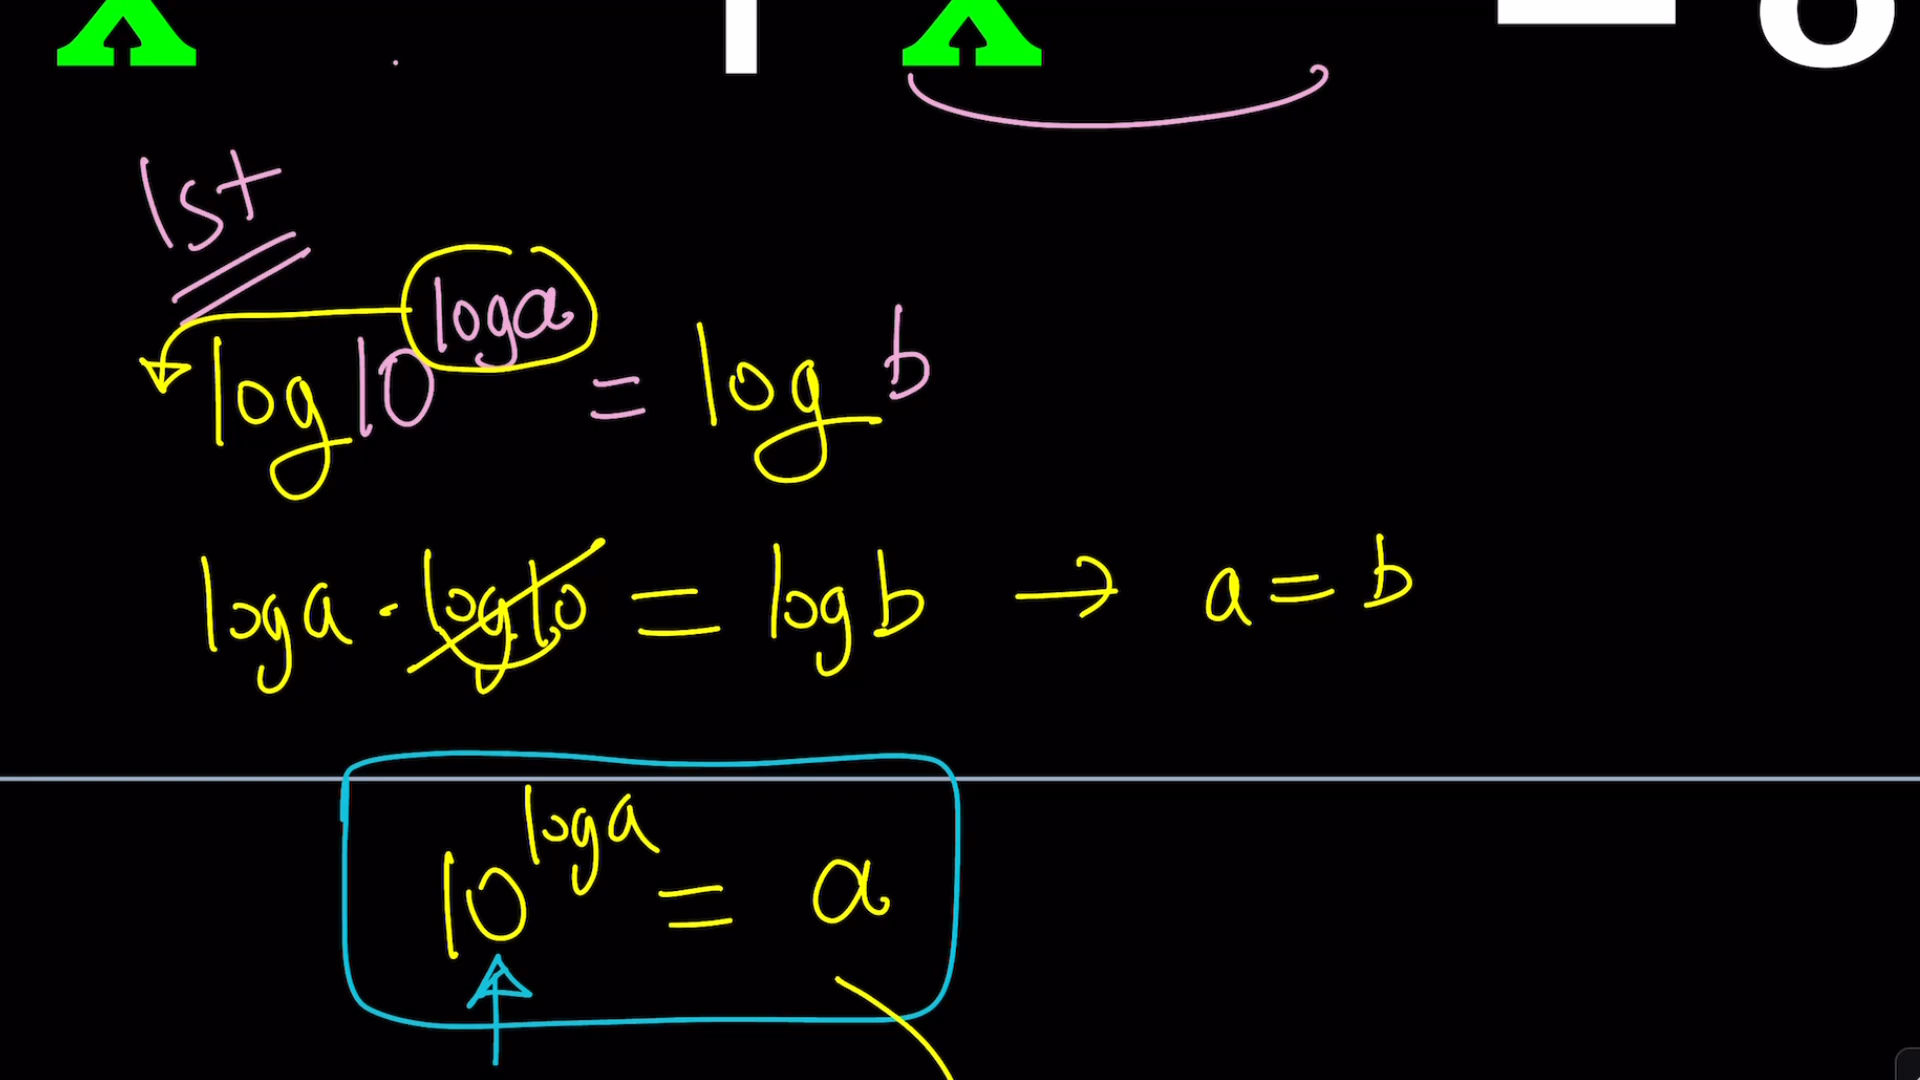 1st
log 10^log a = log b
log a · log 10 = log b → a = b
10^log a = a